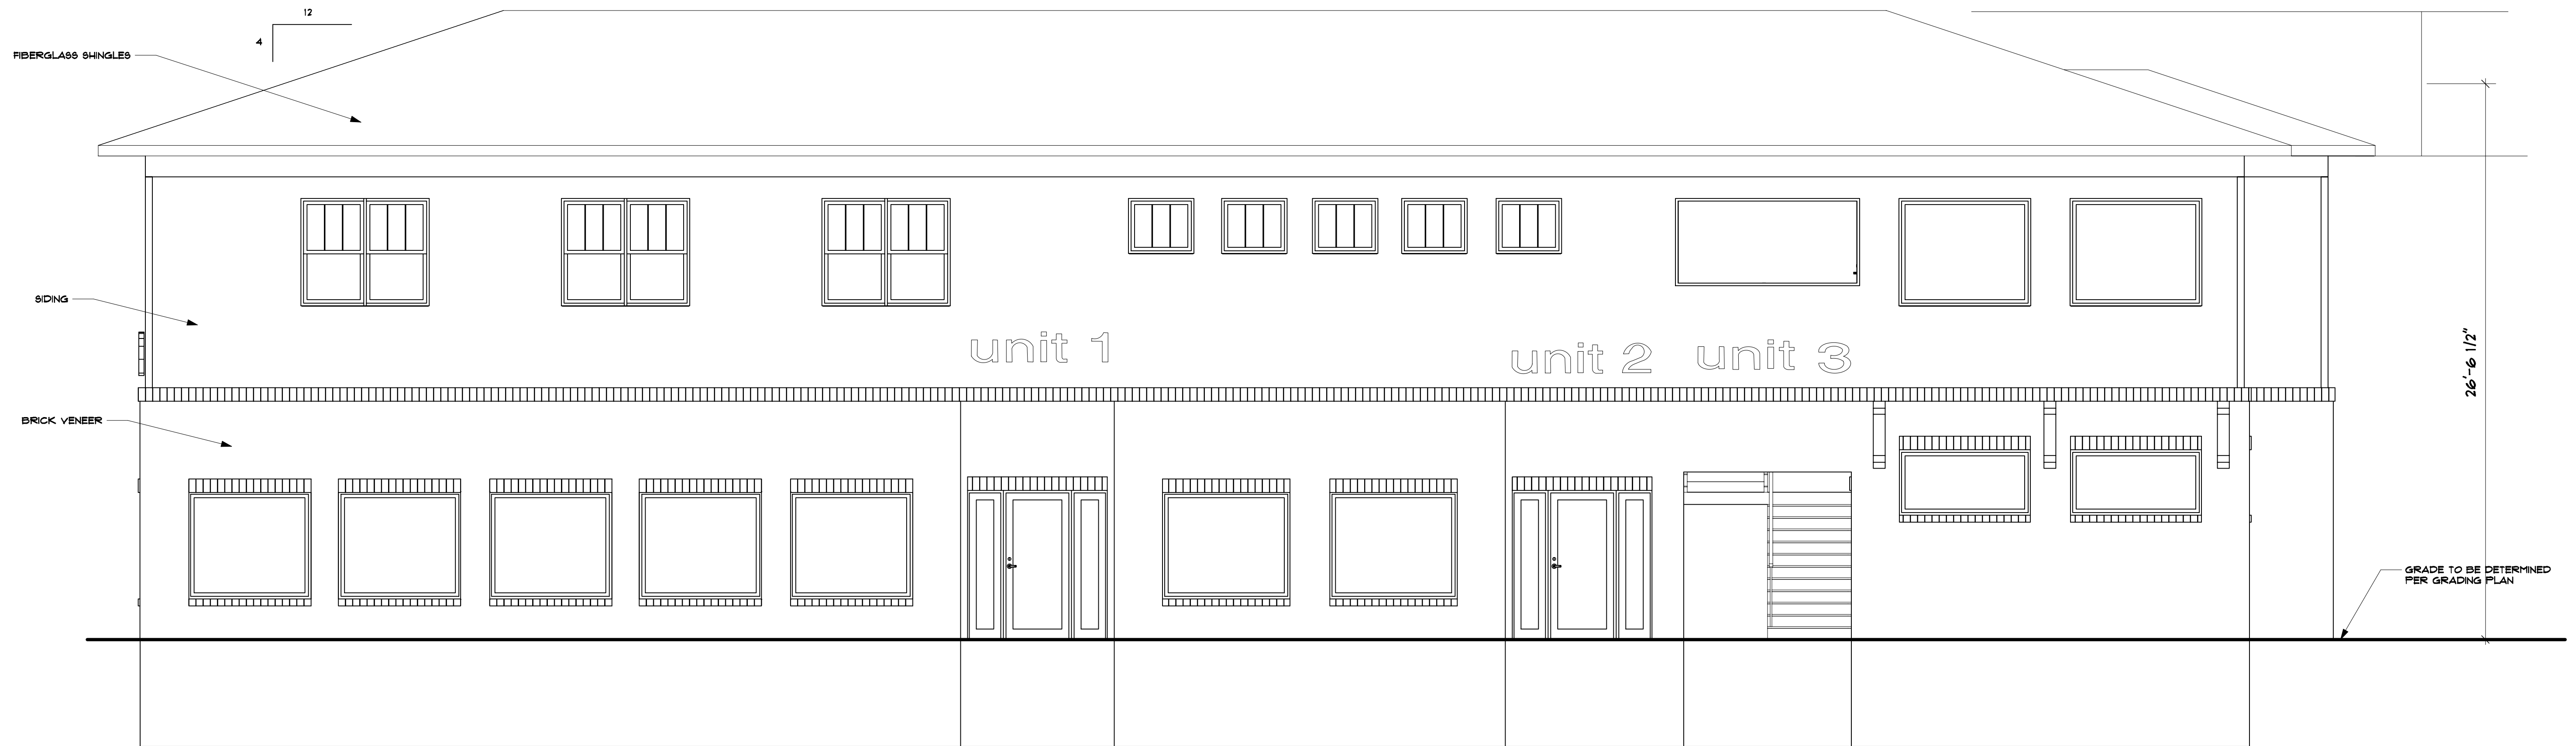 12
4
FIBERGLASS SHINGLES
SIDING
unit 1
unit 2
unit 3
26'-6 1/2"
BRICK VENEER
GRADE TO BE DETERMINED
PER GRADING PLAN